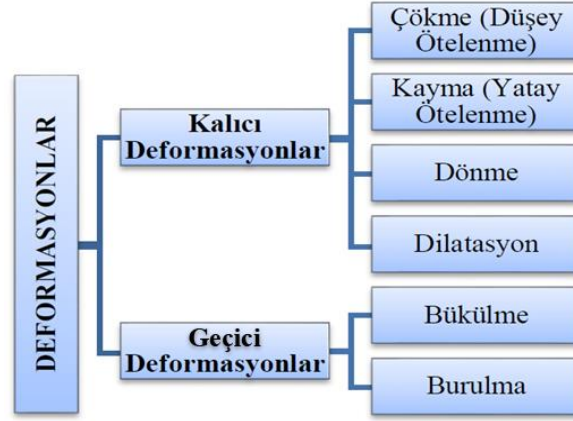 DEFORMASYONLAR
Kalıcı
Deformasyonlar
Çökme (Düşey
Ötelenme)
Kayma (Yatay
Ötelenme)
Dönme
Dilatasyon
Geçici
Deformasyonlar
Bükülme
Burulma